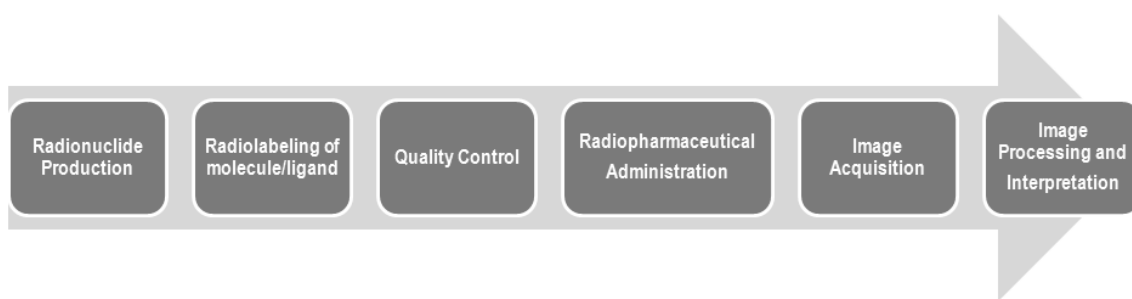 Radionuclide
Production
Radiolabeling of
molecule/ligand
Quality Control
Radiopharmaceutical
Administration
Image
Acquisition
Image
Processing and
Interpretation